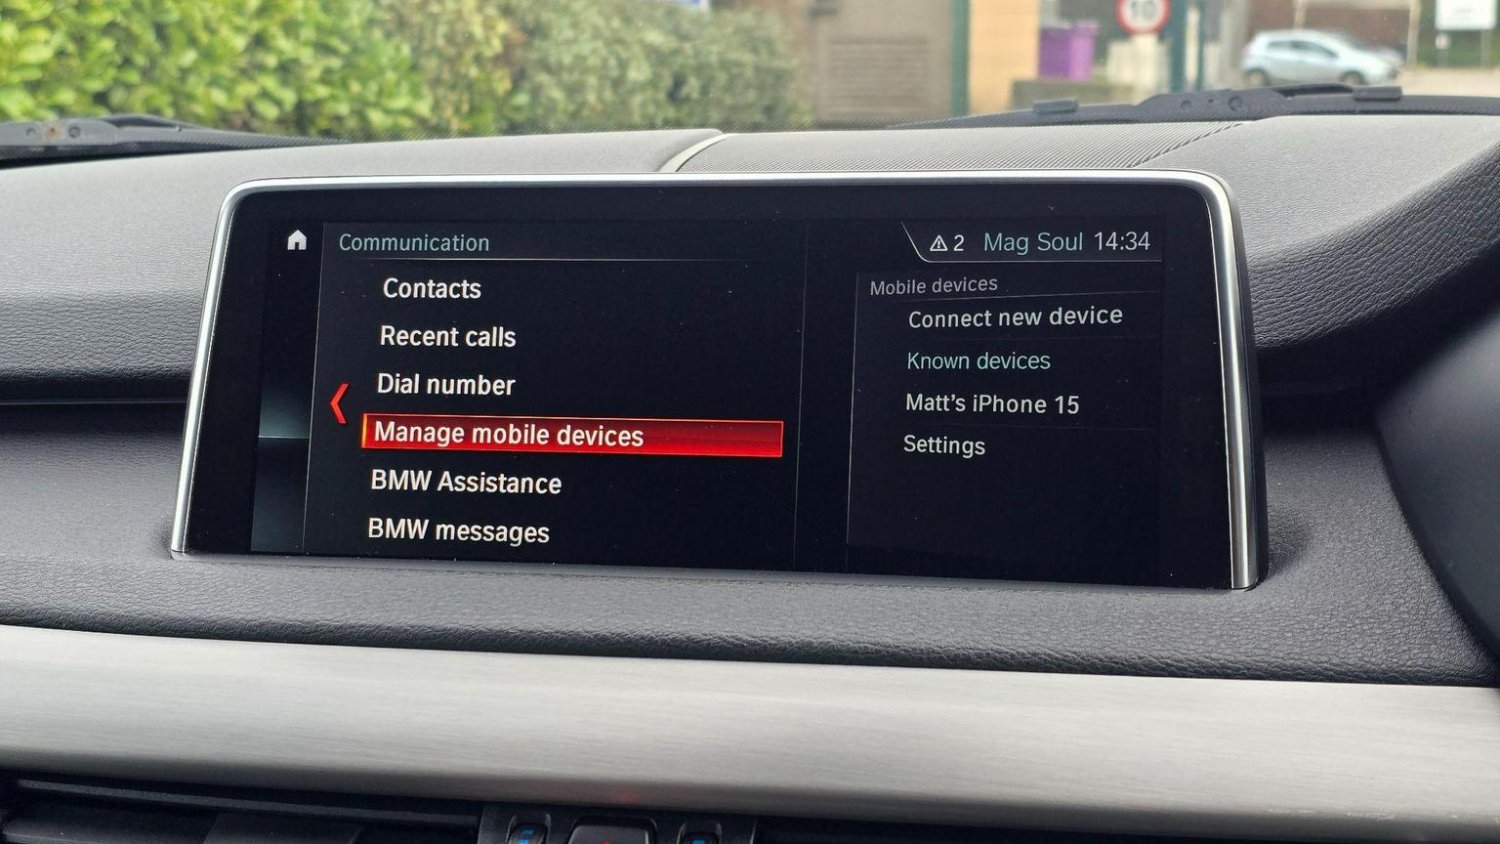 10
Communication
2 Mag Soul 14:34
Contacts
Recent calls
Dial number
Manage mobile devices
BMW Assistance
BMW messages
Mobile devices
Connect new device
Known devices
Matt's iPhone 15
Settings